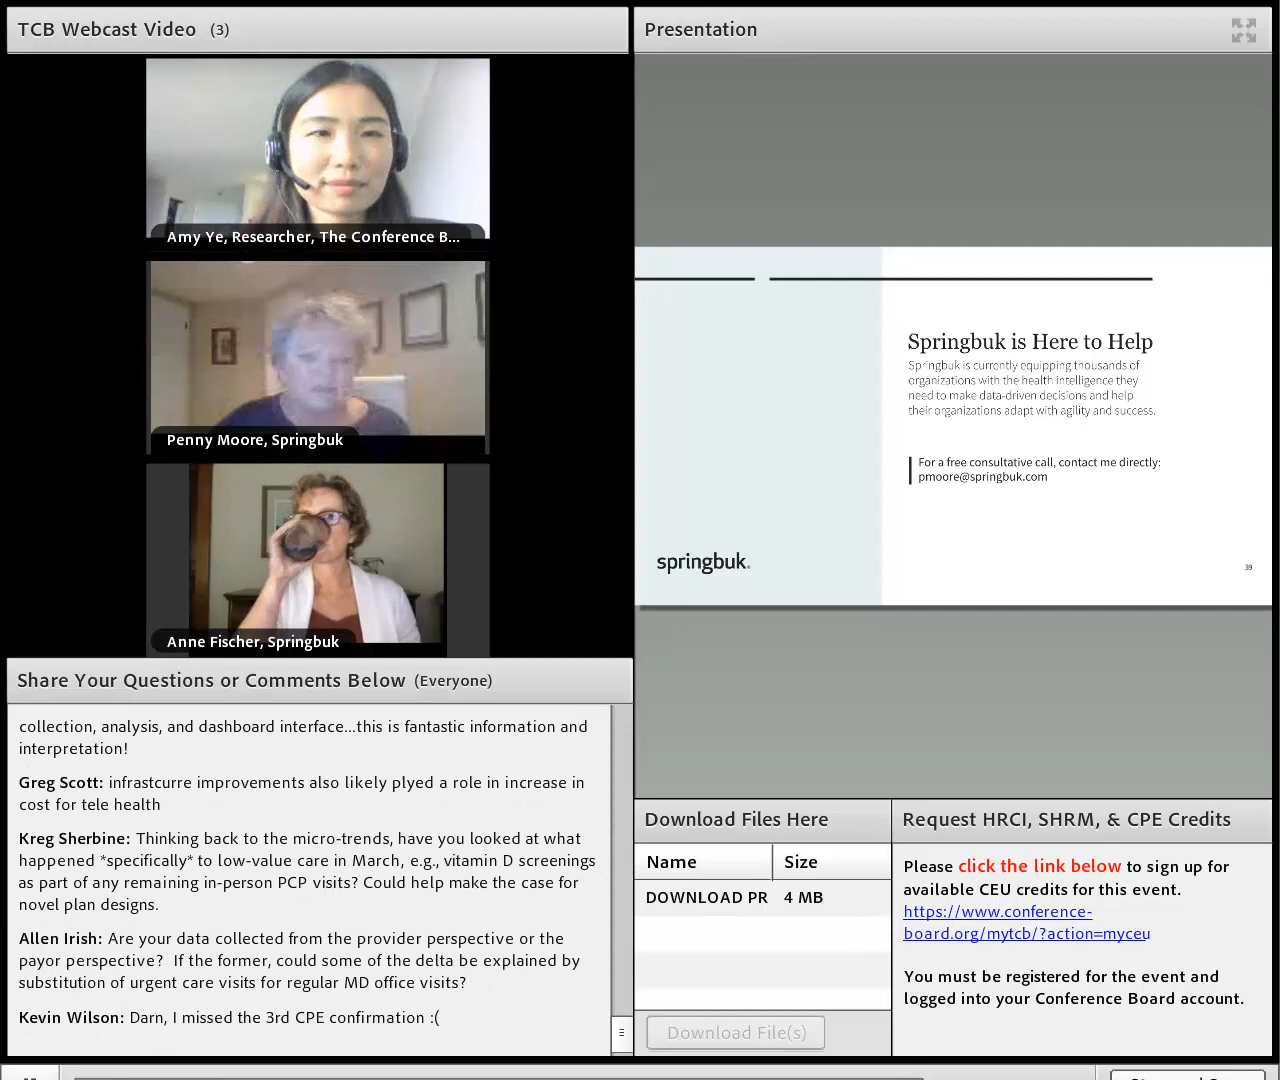 TCB Webcast Video (3)
Presentation
Amy Ye, Researcher, The Conference B...
Penny Moore, Springbuk
Anne Fischer, Springbuk
Springbuk is Here to Help
Springbuk is currently equipping thousands of
organizations with the health intelligence they
need to make data-driven decisions and help
their organizations adapt with agility and success.
For a free consultative call, contact me directly:
pmoore@springbuk.com
springbuk.
39
Share Your Questions or Comments Below (Everyone)
collection, analysis, and dashboard interface...this is fantastic information and
interpretation!
Greg Scott: infrastcurre improvements also likely plyed a role in increase in
cost for tele health
Kreg Sherbine: Thinking back to the micro-trends, have you looked at what
happened *specifically* to low-value care in March, e.g., vitamin D screenings
as part of any remaining in-person PCP visits? Could help make the case for
novel plan designs.
Allen Irish: Are your data collected from the provider perspective or the
payor perspective?  If the former, could some of the delta be explained by
substitution of urgent care visits for regular MD office visits?
Kevin Wilson: Darn, I missed the 3rd CPE confirmation :(
Download Files Here
Name Size
DOWNLOAD PR 4 MB
Download File(s)
Request HRCI, SHRM, & CPE Credits
Please click the link below to sign up for
available CEU credits for this event.
https://www.conference-
board.org/mytcb/?action=myceu
You must be registered for the event and
logged into your Conference Board account.